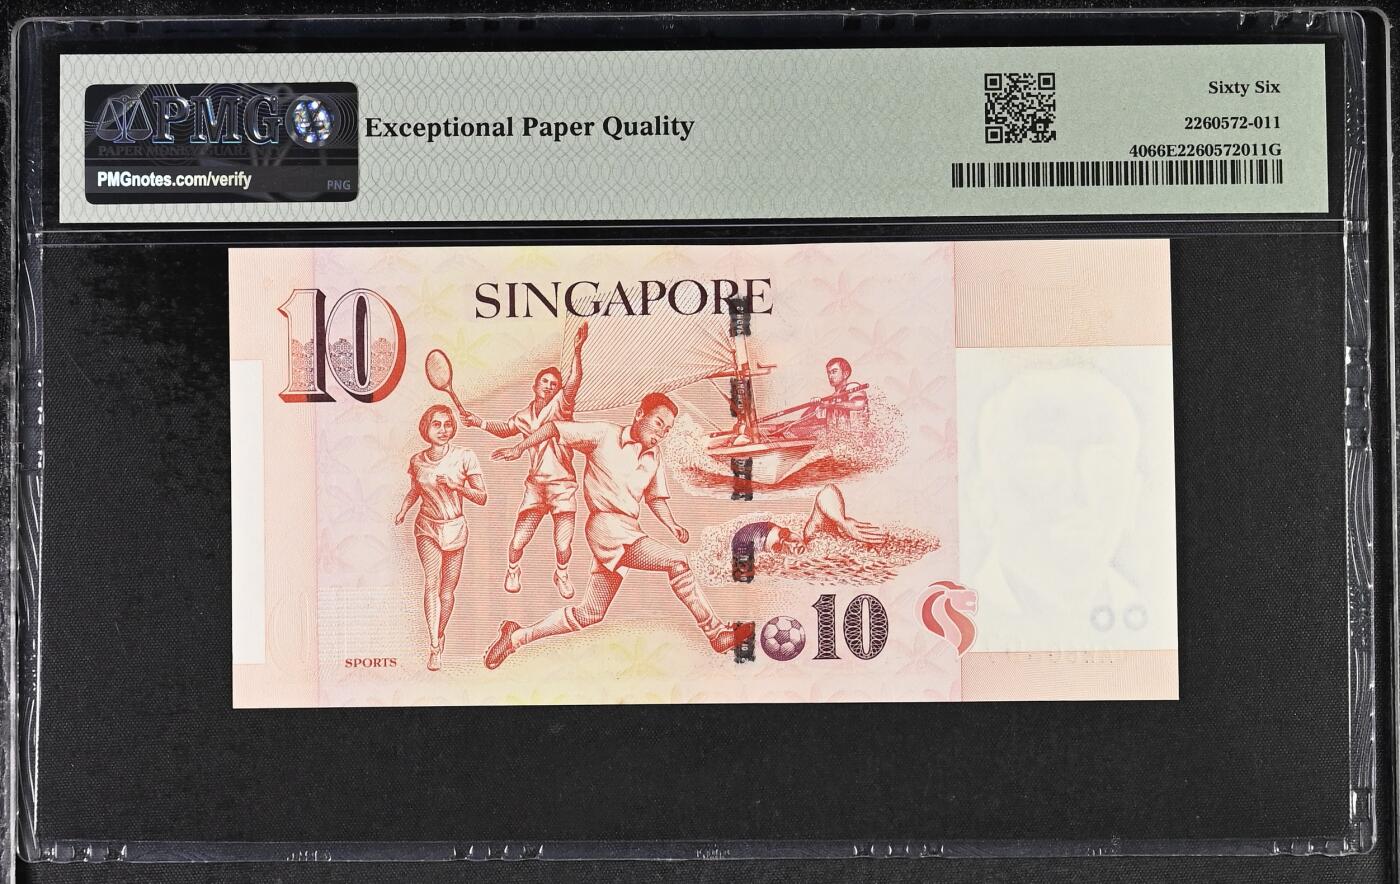 PMG
PAPER MONEY GUARANTY
PMGnotes.com/verify
PNG
Exceptional Paper Quality
Sixty Six
2260572-011
4066E2260572011G
10
SINGAPORE
SPORTS
10